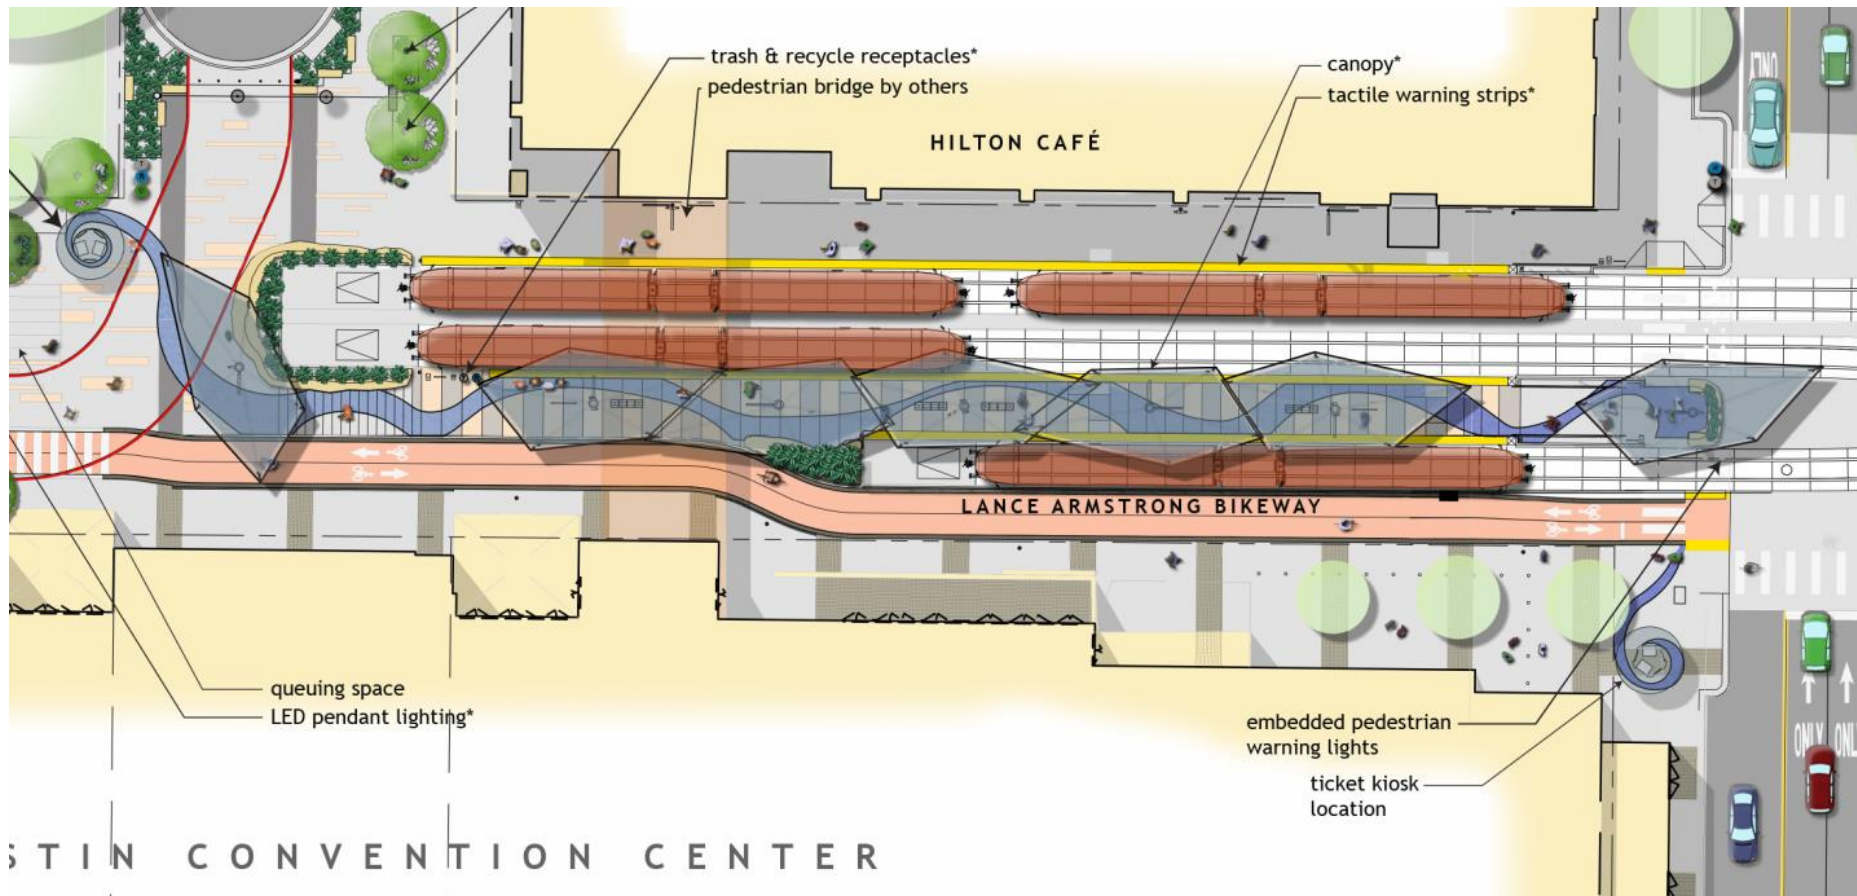 trash & recycle receptacles*
pedestrian bridge by others
canopy*
tactile warning strips*
ONLY
HILTON CAFÉ
LANCE ARMSTRONG BIKEWAY
queuing space
LED pendant lighting*
embedded pedestrian
warning lights
ticket kiosk
location
ONLY
ONL
STIN CONVENTION CENTER